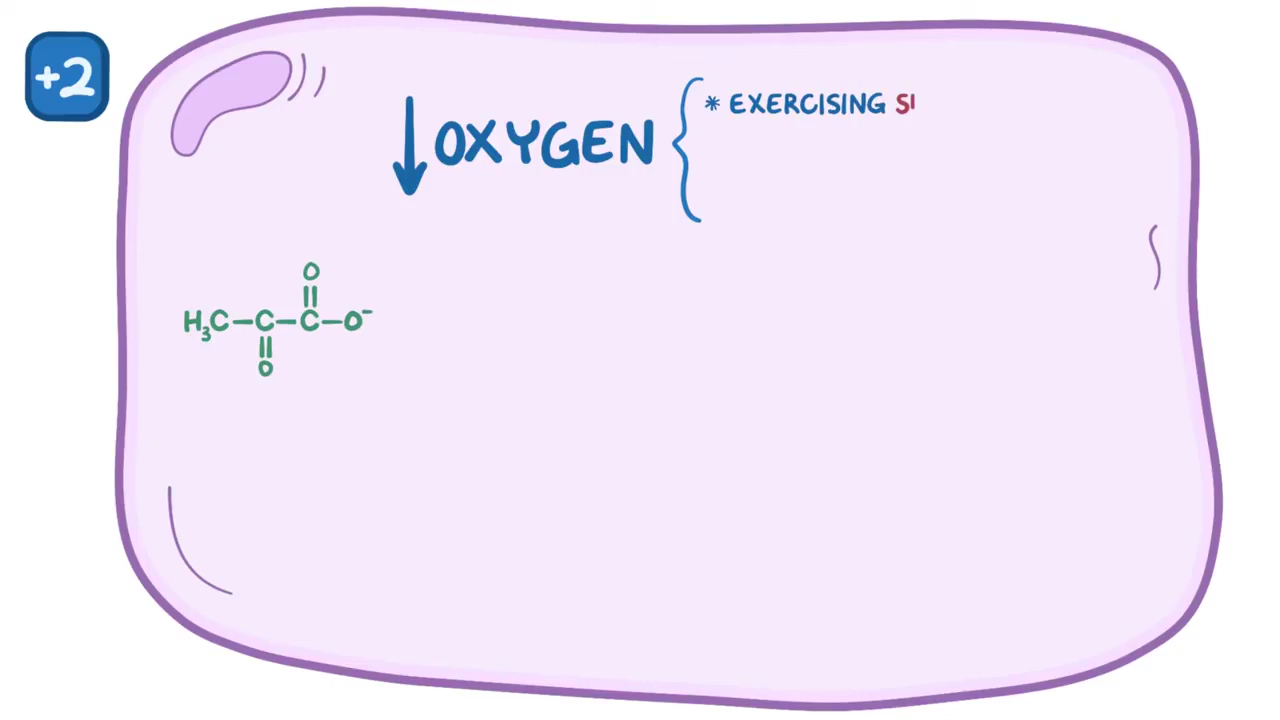 +2
↓ OXYGEN
* EXERCISING S
O
H₃C–C–C–O⁻
O